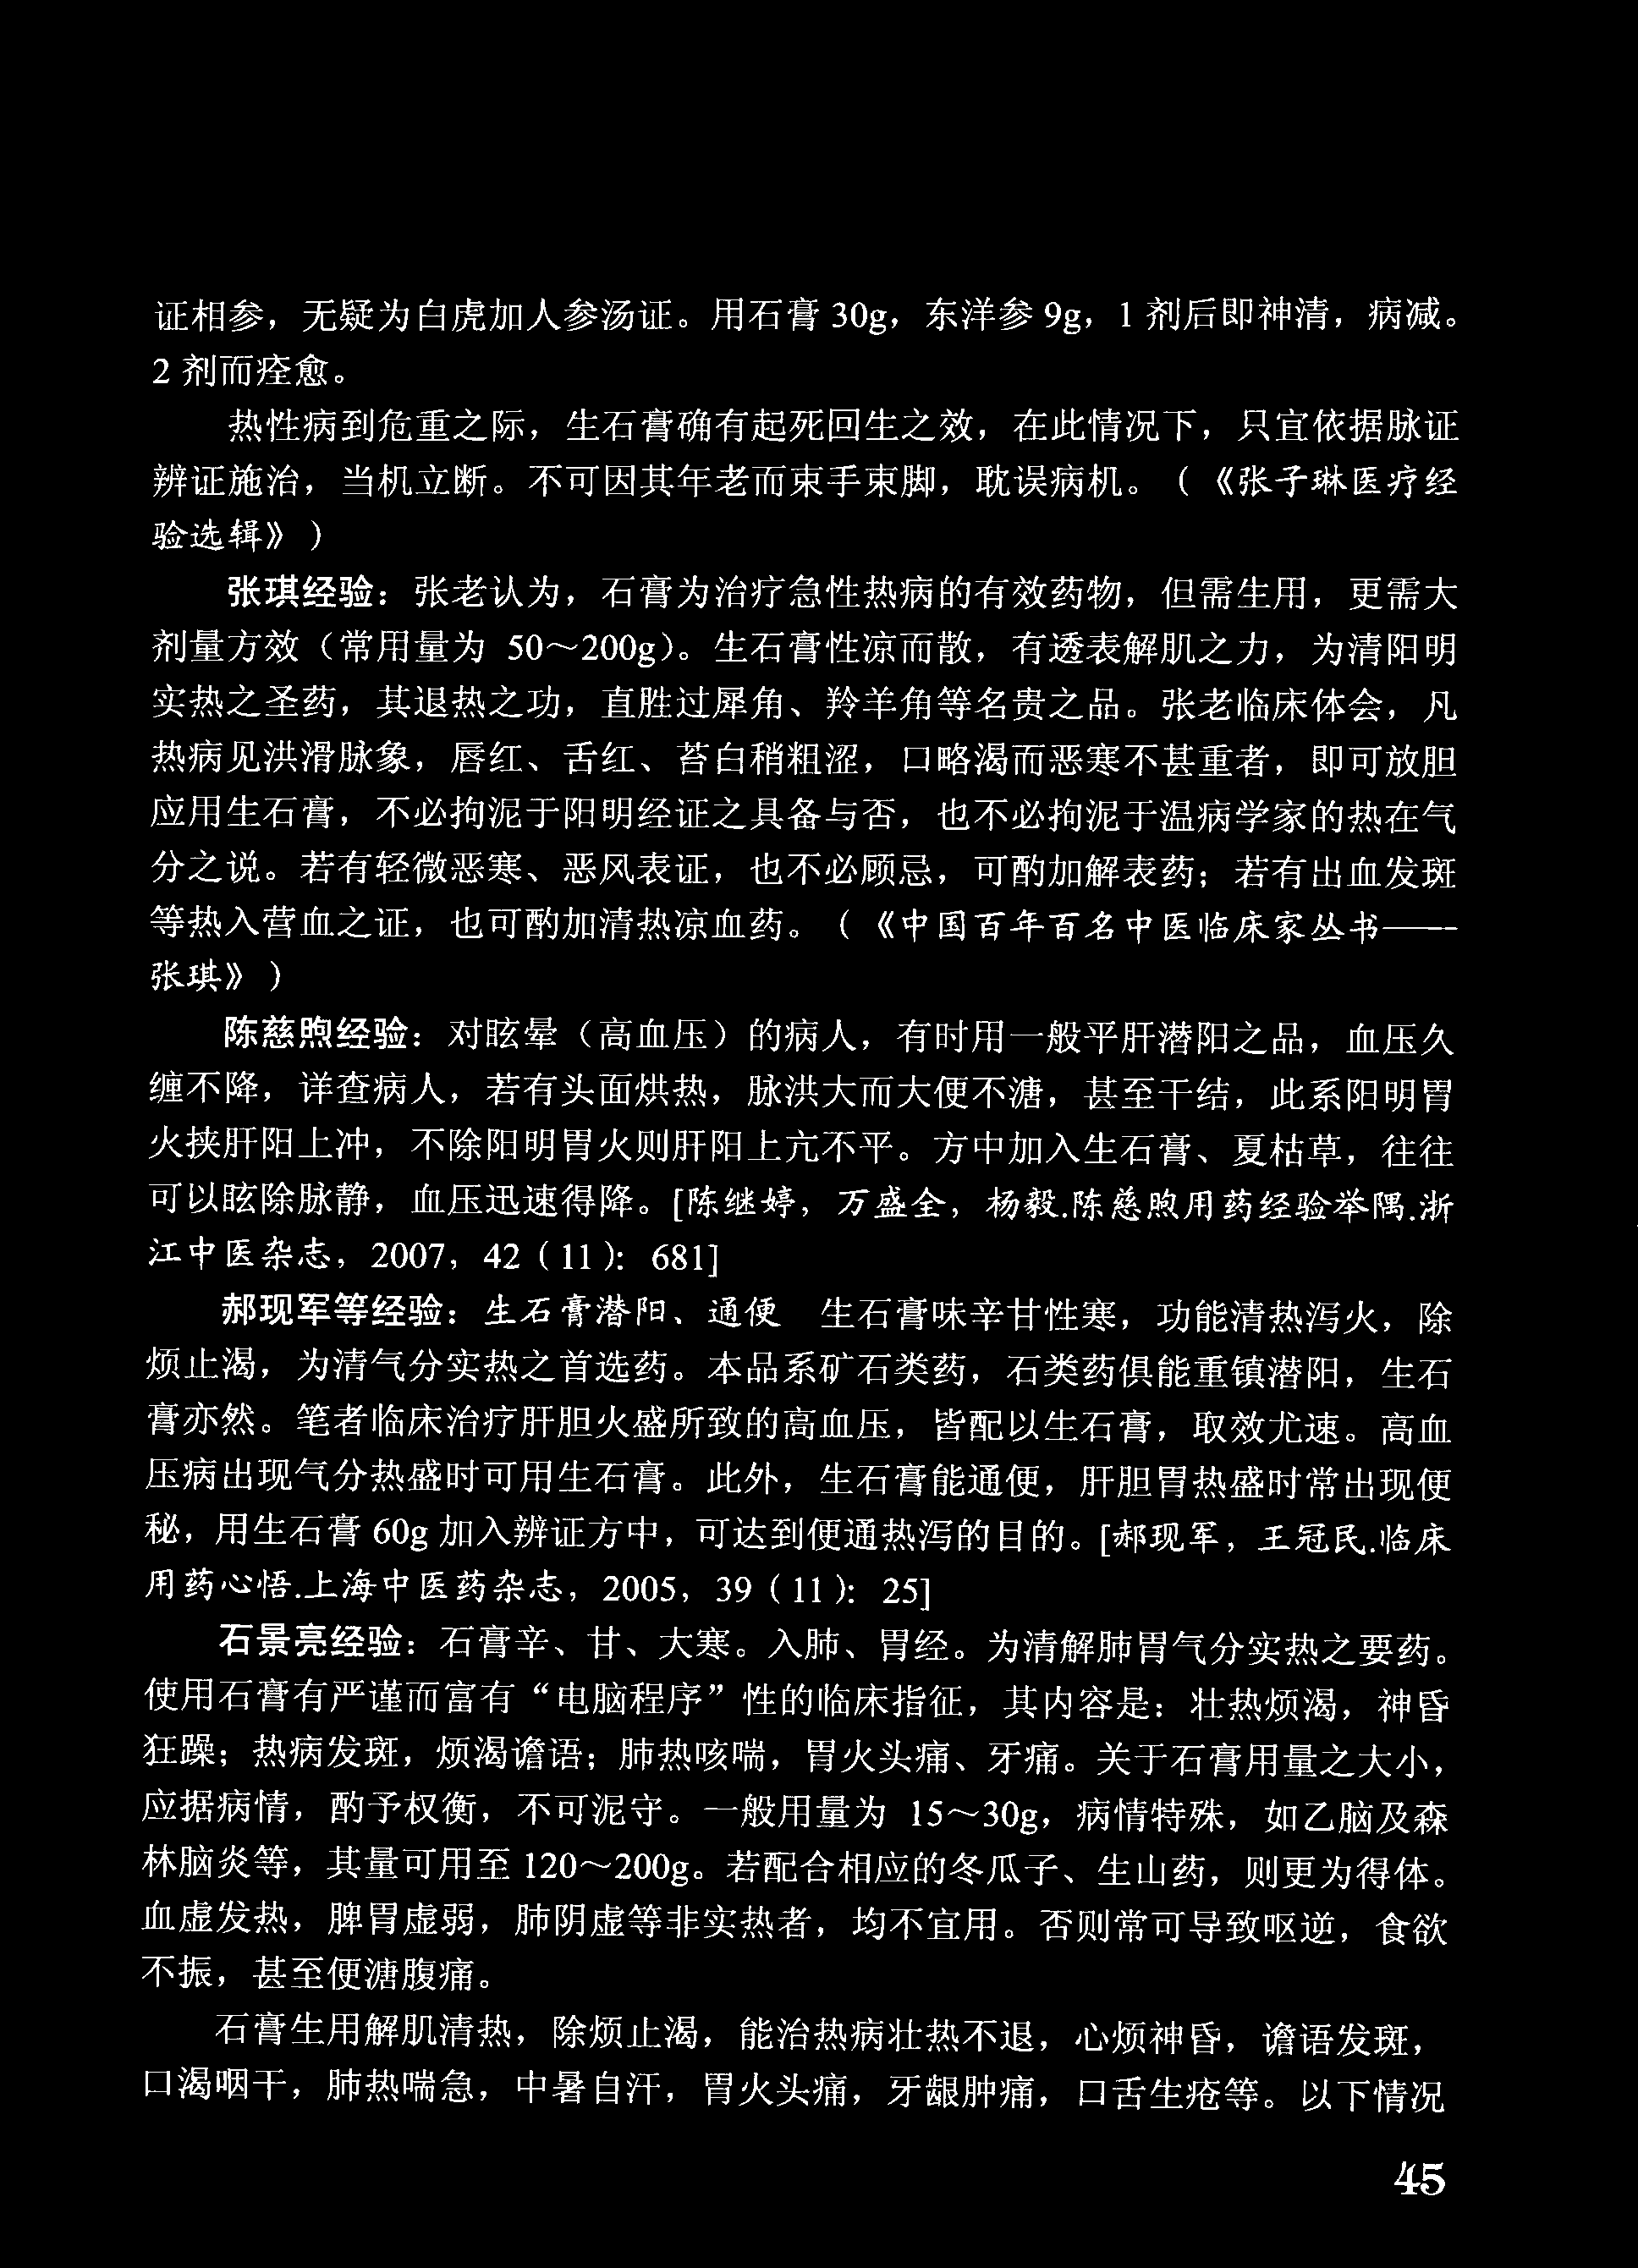 证相参，无疑为白虎加人参汤证。用石膏 30g，东洋参 9g，1 剂后即神清，病减。
2 剂而痊愈。
热性病到危重之际，生石膏确有起死回生之效，在此情况下，只宜依据脉证
辨证施治，当机立断。不可因其年老而束手束脚，耽误病机。（《张子琳医疗经
验选辑》）
张琪经验：张老认为，石膏为治疗急性热病的有效药物，但需生用，更需大
剂量方效（常用量为 50～200g）。生石膏性凉而散，有透表解肌之力，为清阳明
实热之圣药，其退热之功，直胜过犀角、羚羊角等名贵之品。张老临床体会，凡
热病见洪滑脉象，唇红、舌红、苔白稍粗涩，口略渴而恶寒不甚重者，即可放胆
应用生石膏，不必拘泥于阳明经证之具备与否，也不必拘泥于温病学家的热在气
分之说。若有轻微恶寒、恶风表证，也不必顾忌，可酌加解表药；若有出血发斑
等热入营血之证，也可酌加清热凉血药。（《中国百年百名中医临床家丛书——
张琪》）
陈慈煦经验：对眩晕（高血压）的病人，有时用一般平肝潜阳之品，血压久
缠不降，详查病人，若有头面烘热，脉洪大而大便不溏，甚至干结，此系阳明胃
火挟肝阳上冲，不除阳明胃火则肝阳上亢不平。方中加入生石膏、夏枯草，往往
可以眩除脉静，血压迅速得降。[陈继婷，万盛全，杨毅.陈慈煦用药经验举隅.浙
江中医杂志，2007，42（11）：681]
郝现军等经验：生石膏潜阳、通便　生石膏味辛甘性寒，功能清热泻火，除
烦止渴，为清气分实热之首选药。本品系矿石类药，石类药俱能重镇潜阳，生石
膏亦然。笔者临床治疗肝胆火盛所致的高血压，皆配以生石膏，取效尤速。高血
压病出现气分热盛时可用生石膏。此外，生石膏能通便，肝胆胃热盛时常出现便
秘，用生石膏 60g 加入辨证方中，可达到便通热泻的目的。[郝现军，王冠民.临床
用药心悟.上海中医药杂志，2005，39（11）：25]
石景亮经验：石膏辛、甘、大寒。入肺、胃经。为清解肺胃气分实热之要药。
使用石膏有严谨而富有“电脑程序”性的临床指征，其内容是：壮热烦渴，神昏
狂躁；热病发斑，烦渴谵语；肺热咳喘，胃火头痛、牙痛。关于石膏用量之大小，
应据病情，酌予权衡，不可泥守。一般用量为 15～30g，病情特殊，如乙脑及森
林脑炎等，其量可用至 120～200g。若配合相应的冬瓜子、生山药，则更为得体。
血虚发热，脾胃虚弱，肺阴虚等非实热者，均不宜用。否则常可导致呕逆，食欲
不振，甚至便溏腹痛。
石膏生用解肌清热，除烦止渴，能治热病壮热不退，心烦神昏，谵语发斑，
口渴咽干，肺热喘急，中暑自汗，胃火头痛，牙龈肿痛，口舌生疮等。以下情况
45